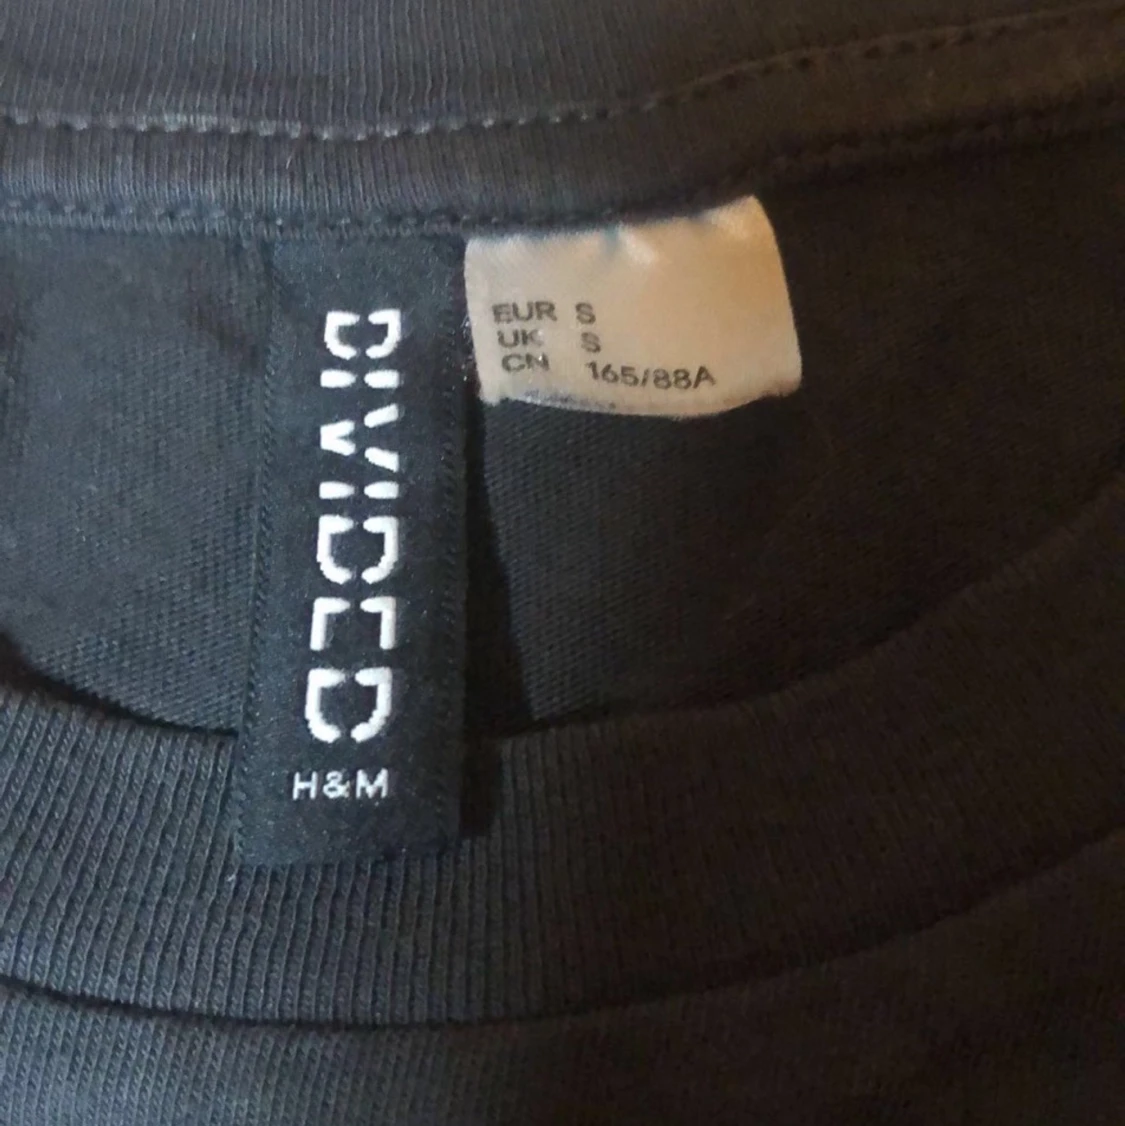 DIVIDED
H&M
EUR S
UK S
CN 165/88A